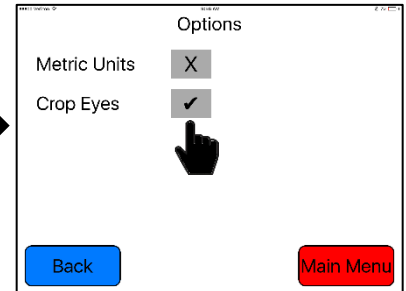 Options
Metric Units X
Crop Eyes ✔
Back
Main Menu